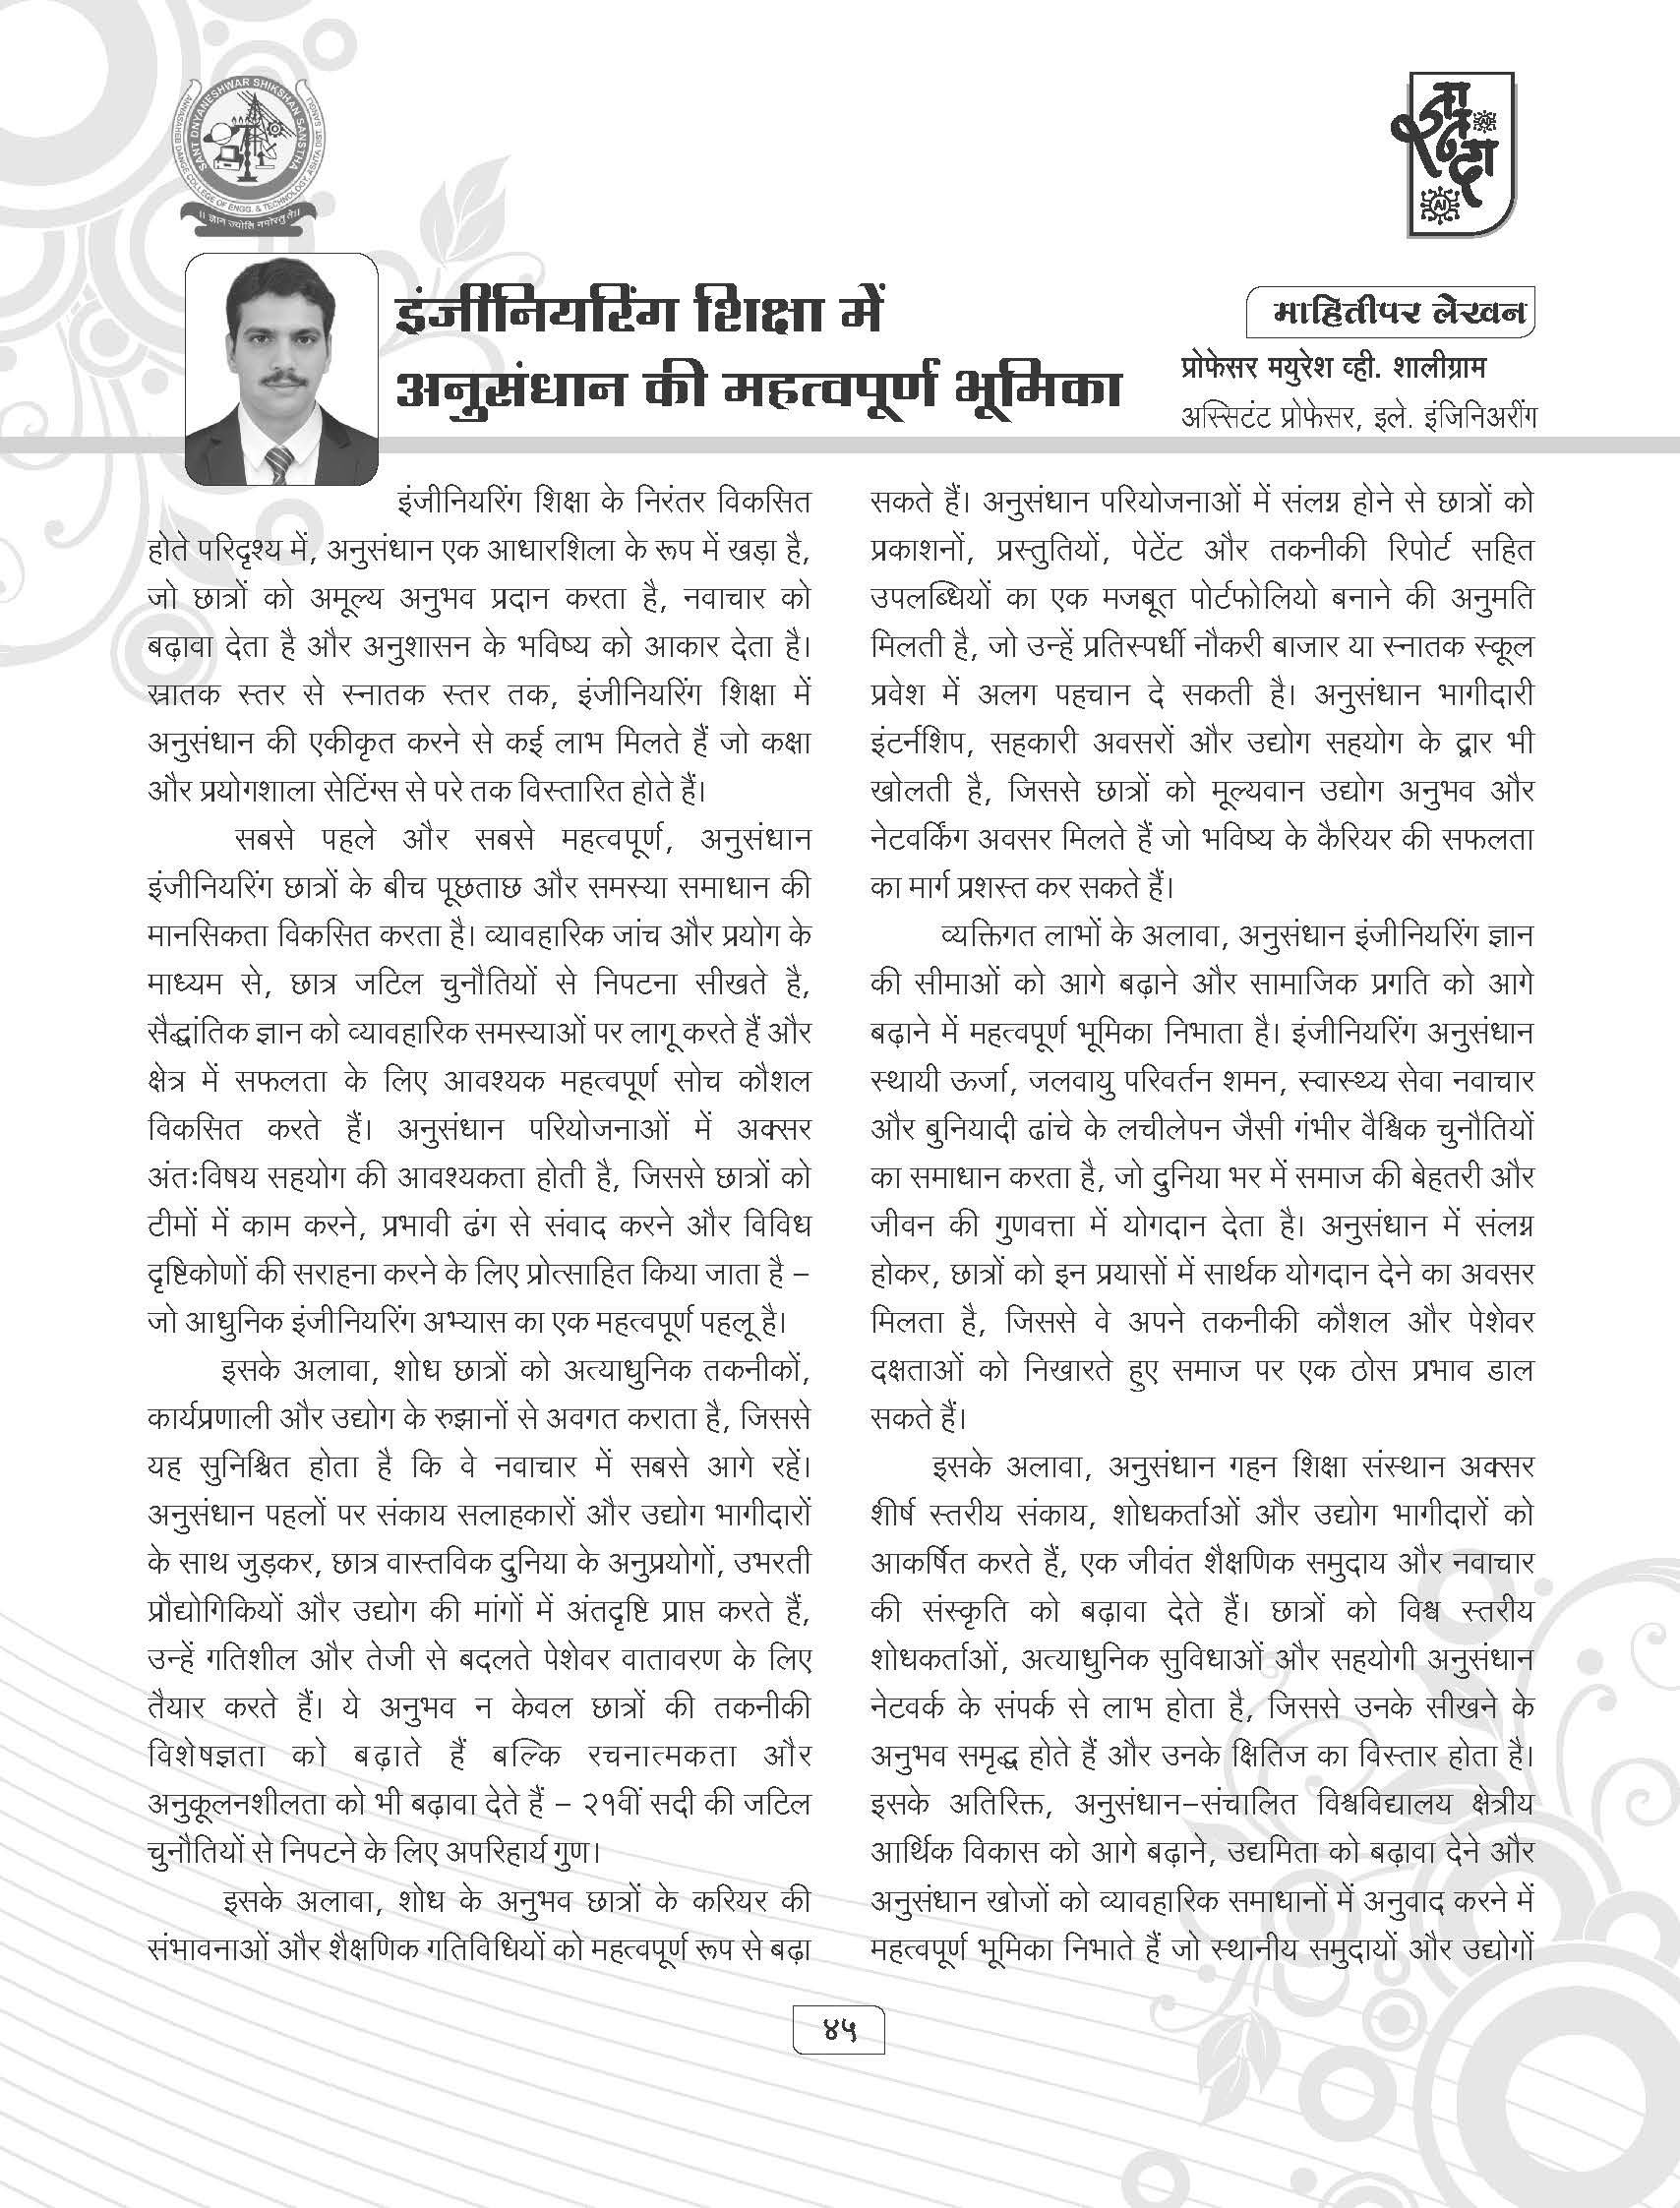 SANT DNYANESHWAR SHIKSHAN SANSTHA
ANNASAHEB DANGE COLLEGE OF ENGG. & TECHNOLOGY, ASHTA DIST. SANGLI
AI
AI
इंजीनियरिंग शिक्षा में
अनुसंधान की महत्वपूर्ण भूमिका
माहितीपर लेखन
प्रोफेसर मयुरेश व्ही. शालीग्राम
अस्सिटंट प्रोफेसर, इले. इंजिनिअरींग
इंजीनियरिंग शिक्षा के निरंतर विकसित
होते परिदृश्य में, अनुसंधान एक आधारशिला के रूप में खड़ा है,
जो छात्रों को अमूल्य अनुभव प्रदान करता है, नवाचार को
बढ़ावा देता है और अनुशासन के भविष्य को आकार देता है।
स्रातक स्तर से स्नातक स्तर तक, इंजीनियरिंग शिक्षा में
अनुसंधान की एकीकृत करने से कई लाभ मिलते हैं जो कक्षा
और प्रयोगशाला सेटिंग्स से परे तक विस्तारित होते हैं।
सबसे पहले और सबसे महत्वपूर्ण, अनुसंधान
इंजीनियरिंग छात्रों के बीच पूछताछ और समस्या समाधान की
मानसिकता विकसित करता है। व्यावहारिक जांच और प्रयोग के
माध्यम से, छात्र जटिल चुनौतियों से निपटना सीखते है,
सैद्धांतिक ज्ञान को व्यावहारिक समस्याओं पर लागू करते हैं और
क्षेत्र में सफलता के लिए आवश्यक महत्वपूर्ण सोच कौशल
विकसित करते हैं। अनुसंधान परियोजनाओं में अक्सर
अंतःविषय सहयोग की आवश्यकता होती है, जिससे छात्रों को
टीमों में काम करने, प्रभावी ढंग से संवाद करने और विविध
दृष्टिकोणों की सराहना करने के लिए प्रोत्साहित किया जाता है –
जो आधुनिक इंजीनियरिंग अभ्यास का एक महत्वपूर्ण पहलू है।
इसके अलावा, शोध छात्रों को अत्याधुनिक तकनीकों,
कार्यप्रणाली और उद्योग के रुझानों से अवगत कराता है, जिससे
यह सुनिश्चित होता है कि वे नवाचार में सबसे आगे रहें।
अनुसंधान पहलों पर संकाय सलाहकारों और उद्योग भागीदारों
के साथ जुड़कर, छात्र वास्तविक दुनिया के अनुप्रयोगों, उभरती
प्रौद्योगिकियों और उद्योग की मांगों में अंतदृष्टि प्राप्त करते हैं,
उन्हें गतिशील और तेजी से बदलते पेशेवर वातावरण के लिए
तैयार करते हैं। ये अनुभव न केवल छात्रों की तकनीकी
विशेषज्ञता को बढ़ाते हैं बल्कि रचनात्मकता और
अनुकूलनशीलता को भी बढ़ावा देते हैं – २१वीं सदी की जटिल
चुनौतियों से निपटने के लिए अपरिहार्य गुण।
इसके अलावा, शोध के अनुभव छात्रों के करियर की
संभावनाओं और शैक्षणिक गतिविधियों को महत्वपूर्ण रूप से बढ़ा
सकते हैं। अनुसंधान परियोजनाओं में संलग्न होने से छात्रों को
प्रकाशनों, प्रस्तुतियों, पेटेंट और तकनीकी रिपोर्ट सहित
उपलब्धियों का एक मजबूत पोर्टफोलियो बनाने की अनुमति
मिलती है, जो उन्हें प्रतिस्पर्धी नौकरी बाजार या स्नातक स्कूल
प्रवेश में अलग पहचान दे सकती है। अनुसंधान भागीदारी
इंटर्नशिप, सहकारी अवसरों और उद्योग सहयोग के द्वार भी
खोलती है, जिससे छात्रों को मूल्यवान उद्योग अनुभव और
नेटवर्किंग अवसर मिलते हैं जो भविष्य के कैरियर की सफलता
का मार्ग प्रशस्त कर सकते हैं।
व्यक्तिगत लाभों के अलावा, अनुसंधान इंजीनियरिंग ज्ञान
की सीमाओं को आगे बढ़ाने और सामाजिक प्रगति को आगे
बढ़ाने में महत्वपूर्ण भूमिका निभाता है। इंजीनियरिंग अनुसंधान
स्थायी ऊर्जा, जलवायु परिवर्तन शमन, स्वास्थ्य सेवा नवाचार
और बुनियादी ढांचे के लचीलेपन जैसी गंभीर वैश्विक चुनौतियों
का समाधान करता है, जो दुनिया भर में समाज की बेहतरी और
जीवन की गुणवत्ता में योगदान देता है। अनुसंधान में संलग्न
होकर, छात्रों को इन प्रयासों में सार्थक योगदान देने का अवसर
मिलता है, जिससे वे अपने तकनीकी कौशल और पेशेवर
दक्षताओं को निखारते हुए समाज पर एक ठोस प्रभाव डाल
सकते हैं।
इसके अलावा, अनुसंधान गहन शिक्षा संस्थान अक्सर
शीर्ष स्तरीय संकाय, शोधकर्ताओं और उद्योग भागीदारों को
आकर्षित करते हैं, एक जीवंत शैक्षणिक समुदाय और नवाचार
की संस्कृति को बढ़ावा देते हैं। छात्रों को विश्व स्तरीय
शोधकर्ताओं, अत्याधुनिक सुविधाओं और सहयोगी अनुसंधान
नेटवर्क के संपर्क से लाभ होता है, जिससे उनके सीखने के
अनुभव समृद्ध होते हैं और उनके क्षितिज का विस्तार होता है।
इसके अतिरिक्त, अनुसंधान-संचालित विश्वविद्यालय क्षेत्रीय
आर्थिक विकास को आगे बढ़ाने, उद्यमिता को बढ़ावा देने और
अनुसंधान खोजों को व्यावहारिक समाधानों में अनुवाद करने में
महत्वपूर्ण भूमिका निभाते हैं जो स्थानीय समुदायों और उद्योगों
४५